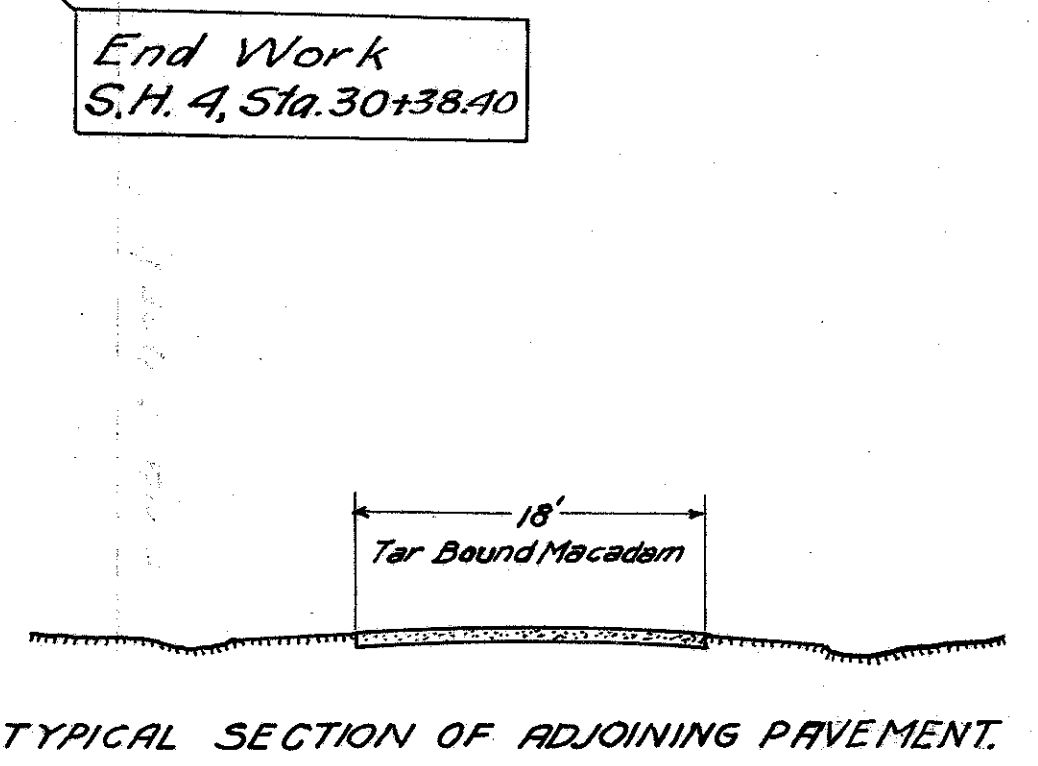 End Work
S.H. 4, Sta. 30+38.40
18'
Tar Bound Macadam
TYPICAL SECTION OF ADJOINING PAVEMENT.